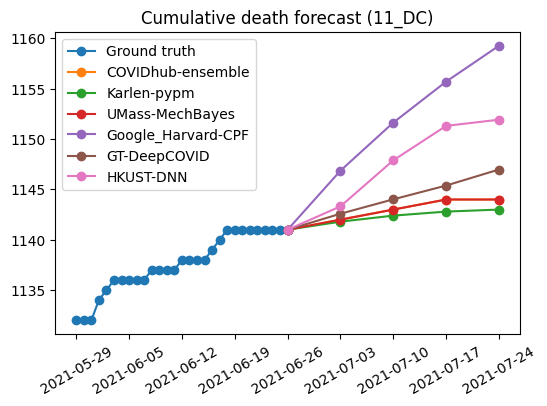 Cumulative death forecast (11_DC)
1160
1155
1150
1145
1140
1135
Ground truth
COVIDhub-ensemble
Karlen-pypm
UMass-MechBayes
Google_Harvard-CPF
GT-DeepCOVID
HKUST-DNN
2021-05-29
2021-06-05
2021-06-12
2021-06-19
2021-06-26
2021-07-03
2021-07-10
2021-07-17
2021-07-24